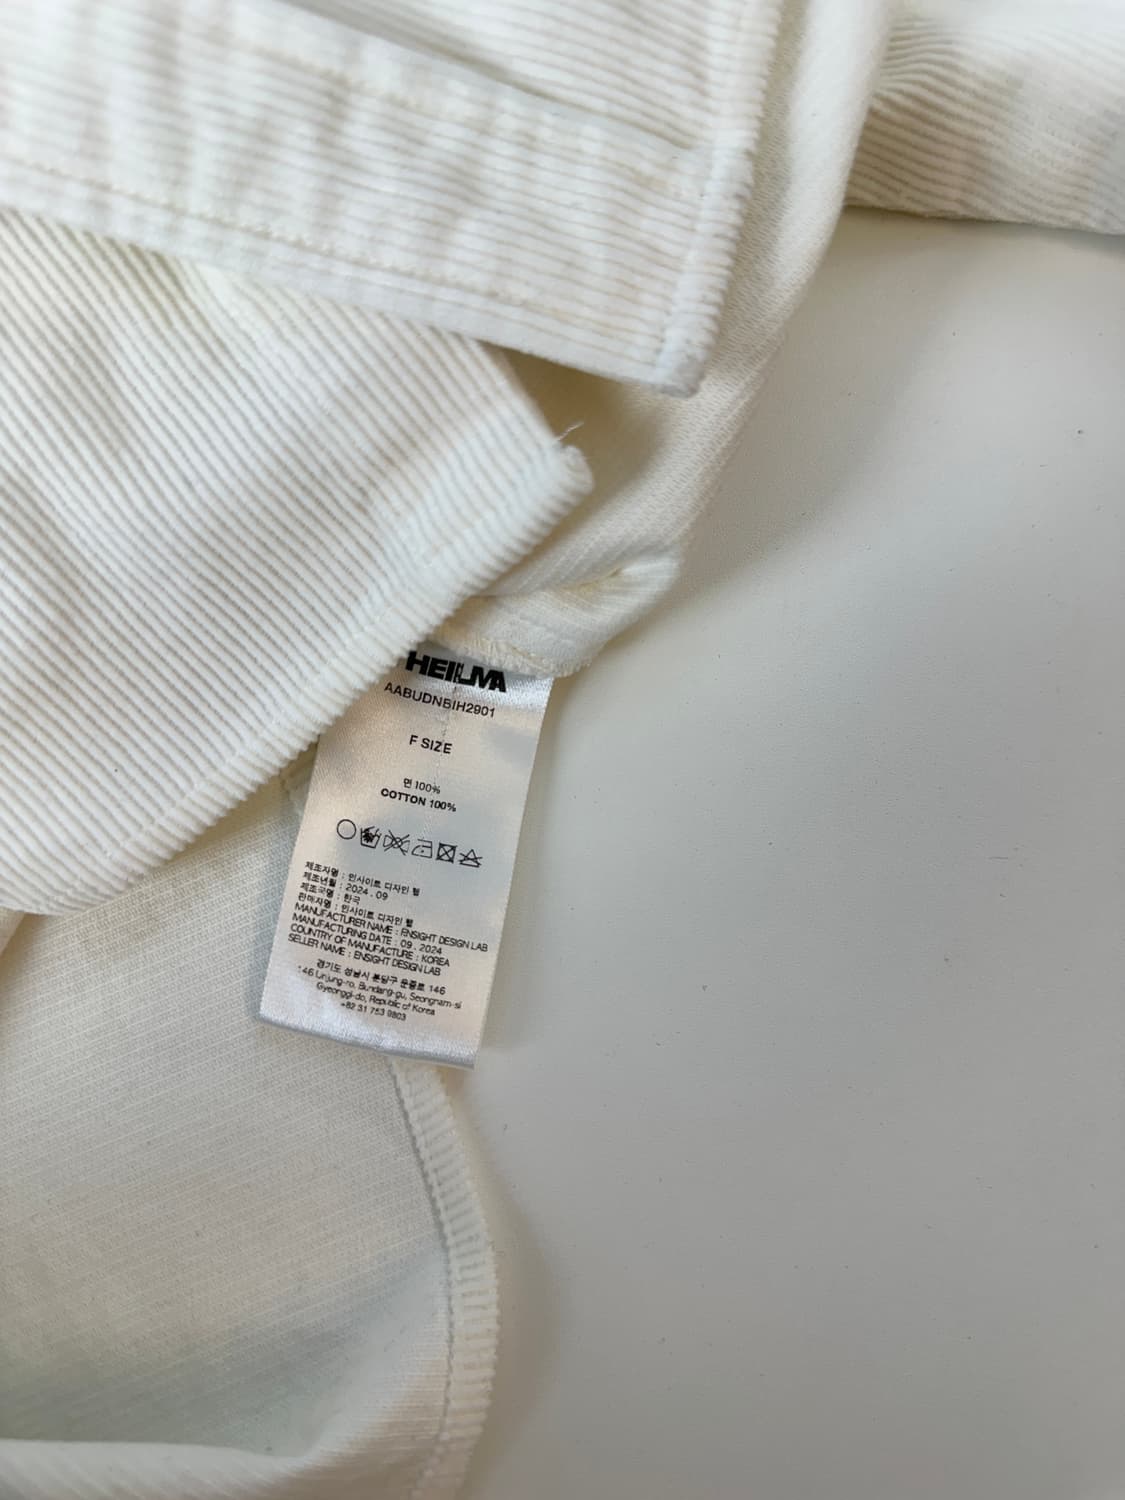 HEILMA
AABUDNBIH2901
F SIZE
면 100%
COTTON 100%
제조자명 : 인사이트 디자인 랩
제조년월 : 2024 . 09
제조국명 : 한국
판매자명 : 인사이트 디자인 랩
MANUFACTURER NAME : ENSIGHT DESIGN LAB
MANUFACTURING DATE : 09 . 2024
COUNTRY OF MANUFACTURE : KOREA
SELLER NAME : ENSIGHT DESIGN LAB
경기도 성남시 분당구 운중로 146
146 Unjung-ro, Bundang-gu, Seongnam-si
Gyeonggi-do, Republic of Korea
+82 31 753 9803